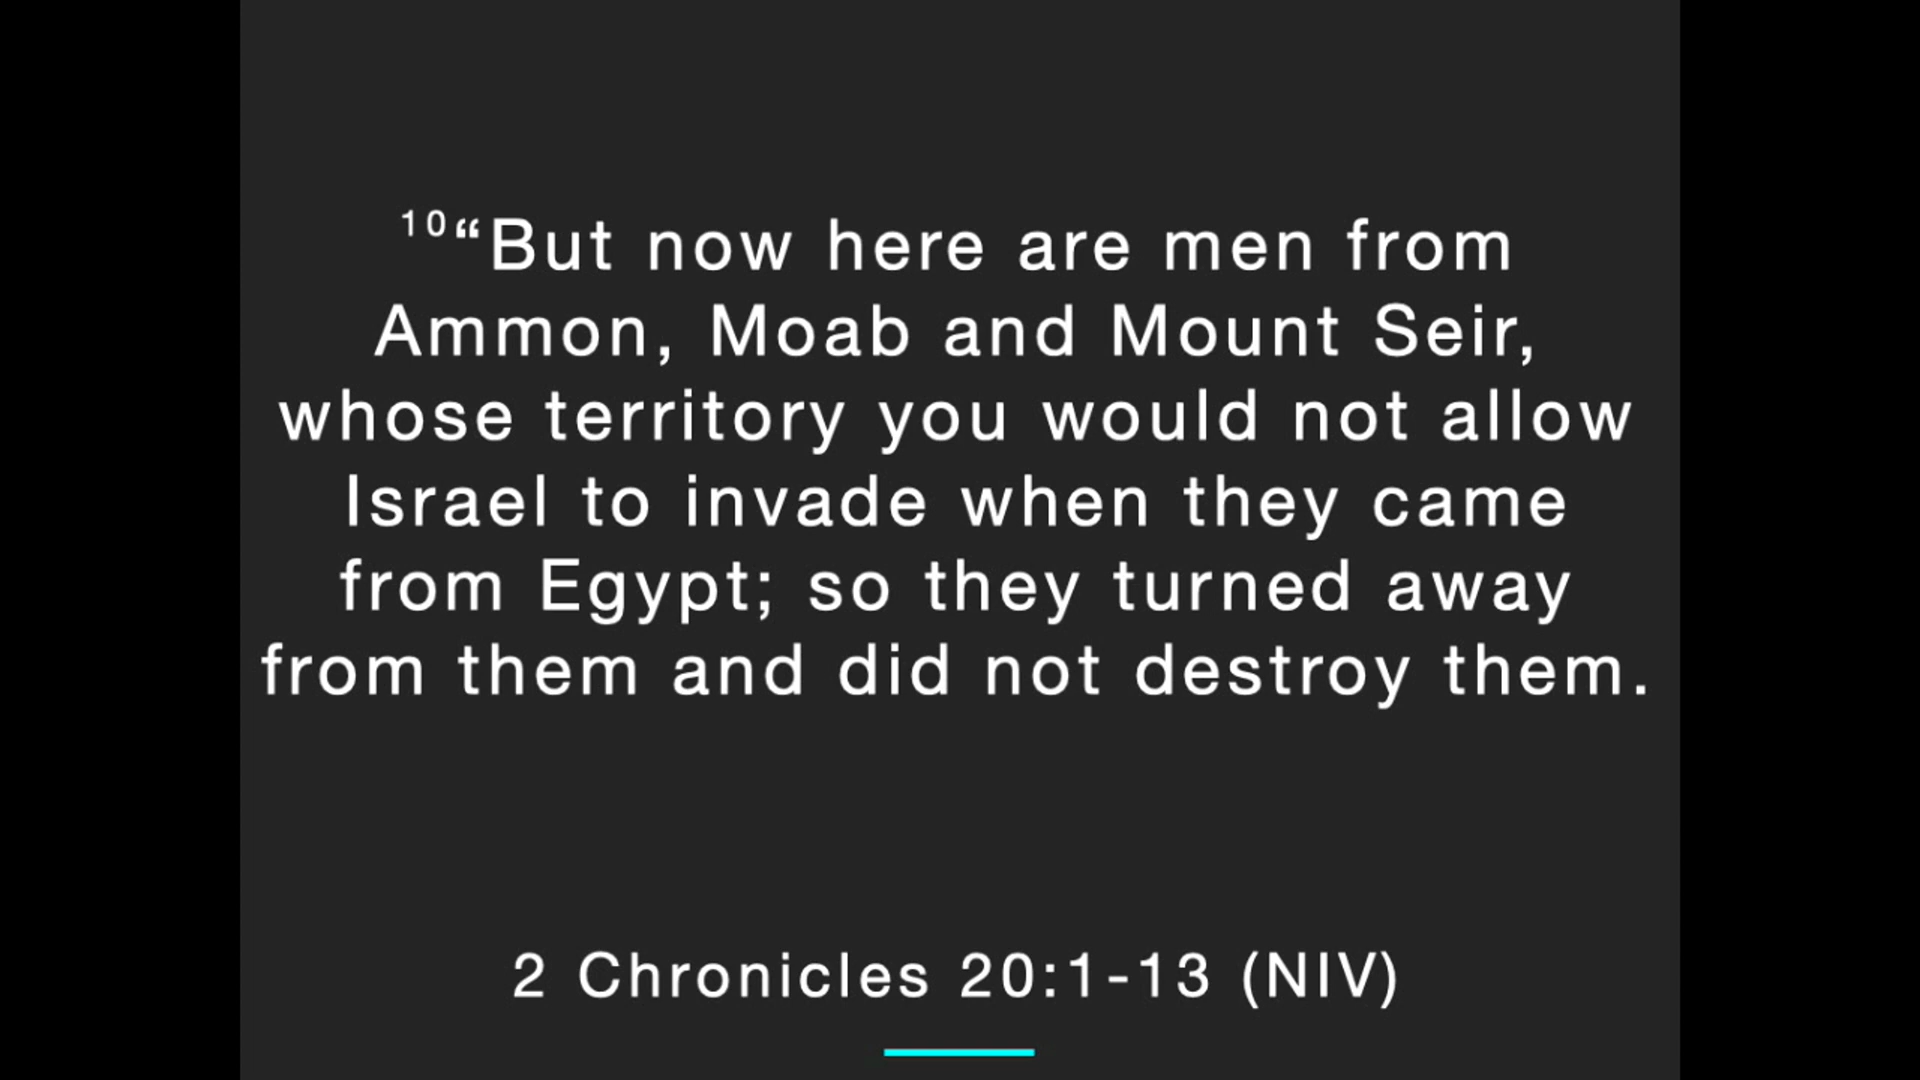 10“But now here are men from
Ammon, Moab and Mount Seir,
whose territory you would not allow
Israel to invade when they came
from Egypt; so they turned away
from them and did not destroy them.
2 Chronicles 20:1-13 (NIV)